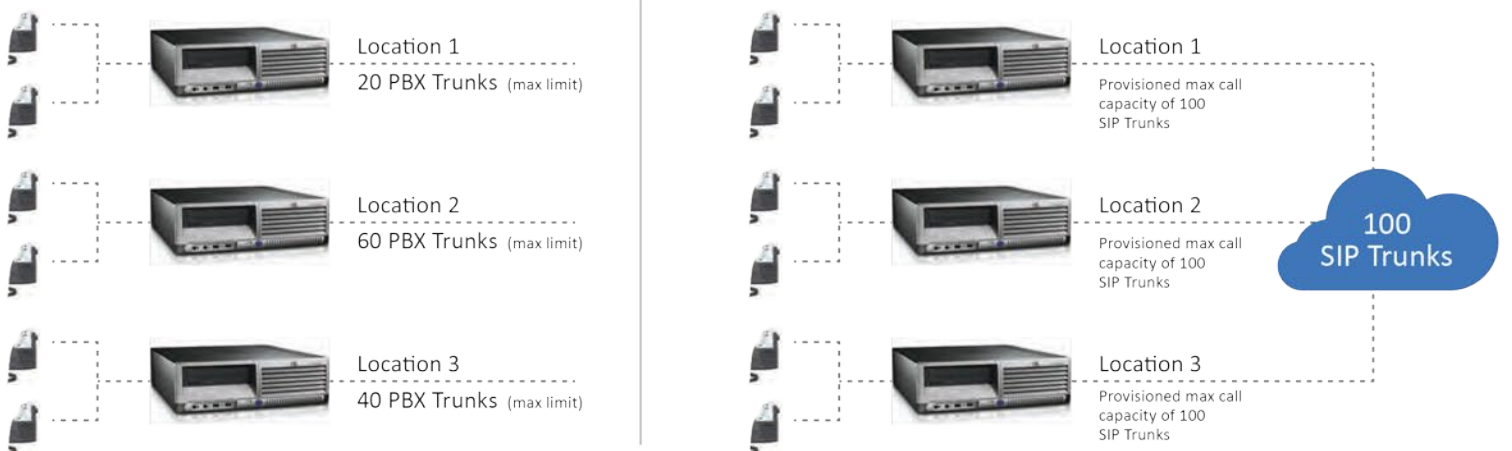 Location 1
20 PBX Trunks (max limit)
Location 2
60 PBX Trunks (max limit)
Location 3
40 PBX Trunks (max limit)
Location 1
Provisioned max call
capacity of 100
SIP Trunks
Location 2
Provisioned max call
capacity of 100
SIP Trunks
Location 3
Provisioned max call
capacity of 100
SIP Trunks
100
SIP Trunks